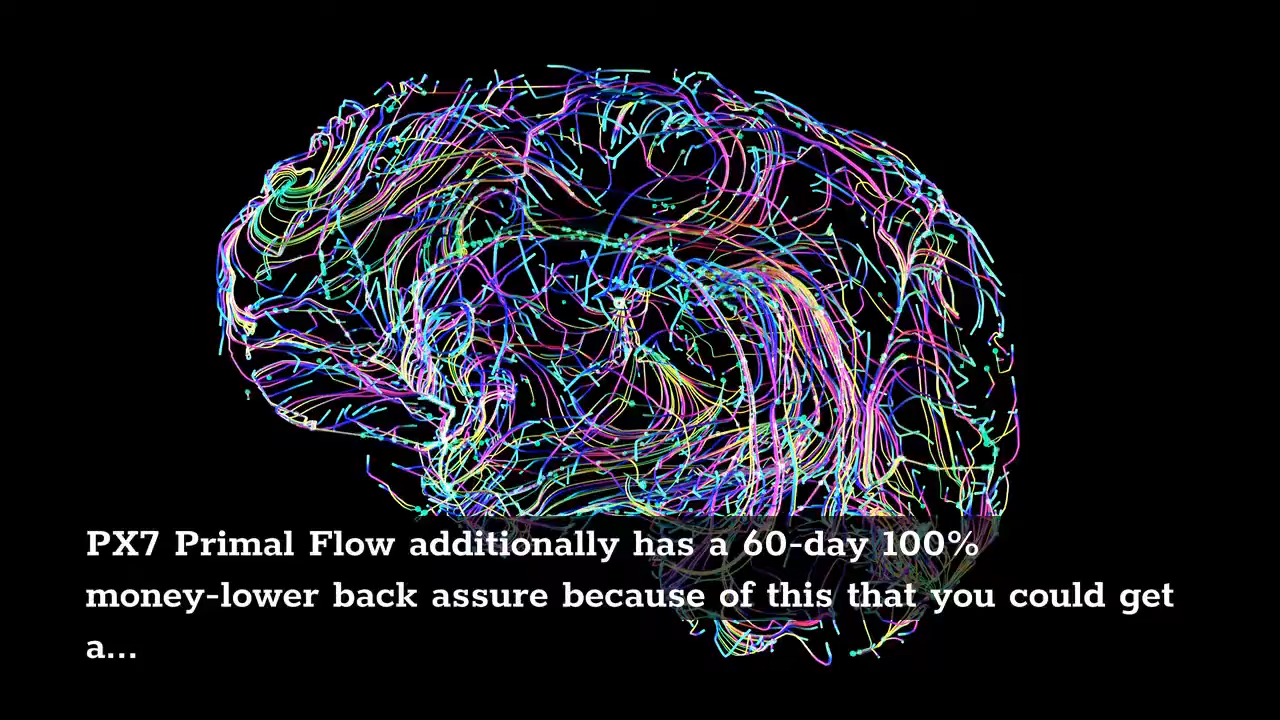 PX7 Primal Flow additionally has a 60-day 100%
money-lower back assure because of this that you could get
a...